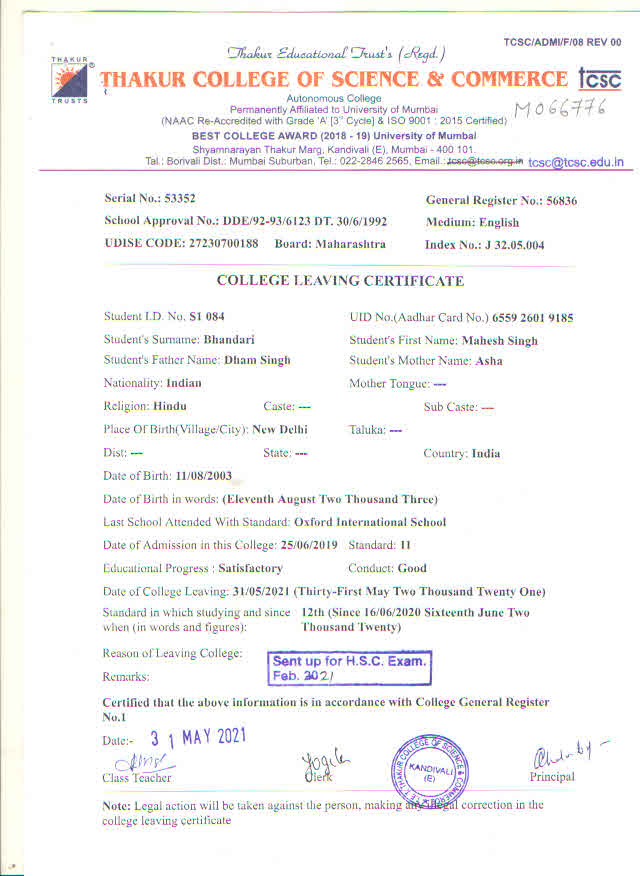 TCSC/ADMI/F/08 REV 00
Thakur Educational Trust's (Regd.)
THAKUR
TRUSTS
®
THAKUR COLLEGE OF SCIENCE & COMMERCE
tcsc
Autonomous College
Permanently Affiliated to University of Mumbai
(NAAC Re-Accredited with Grade 'A' [3rd Cycle] & ISO 9001 : 2015 Certified)
M066776
BEST COLLEGE AWARD (2018 - 19) University of Mumbai
Shyamnarayan Thakur Marg, Kandivali (E), Mumbai - 400 101.
Tal.: Borivali Dist.: Mumbai Suburban, Tel.: 022-2846 2565, Email.: tcsc@tcsc.org.in tcsc@tcsc.edu.in
Serial No.: 53352 General Register No.: 56836
School Approval No.: DDE/92-93/6123 DT. 30/6/1992 Medium: English
UDISE CODE: 27230700188 Board: Maharashtra Index No.: J 32.05.004
COLLEGE LEAVING CERTIFICATE
Student I.D. No. S1 084 UID No.(Aadhar Card No.) 6559 2601 9185
Student's Surname: Bhandari Student's First Name: Mahesh Singh
Student's Father Name: Dham Singh Student's Mother Name: Asha
Nationality: Indian Mother Tongue: ---
Religion: Hindu Caste: --- Sub Caste: ---
Place Of Birth(Village/City): New Delhi Taluka: ---
Dist: --- State: --- Country: India
Date of Birth: 11/08/2003
Date of Birth in words: (Eleventh August Two Thousand Three)
Last School Attended With Standard: Oxford International School
Date of Admission in this College: 25/06/2019 Standard: 11
Educational Progress : Satisfactory Conduct: Good
Date of College Leaving: 31/05/2021 (Thirty-First May Two Thousand Twenty One)
Standard in which studying and since 12th (Since 16/06/2020 Sixteenth June Two
when (in words and figures): Thousand Twenty)
Reason of Leaving College:
Sent up for H.S.C. Exam.
Feb. 2021
Remarks:
Certified that the above information is in accordance with College General Register
No.1
Date:- 31 MAY 2021
Class Teacher
Clerk
T.E.T. THAKUR COLLEGE OF SCIENCE & COMMERCE
KANDIVALI
(E)
Principal
Note: Legal action will be taken against the person, making any illegal correction in the
college leaving certificate